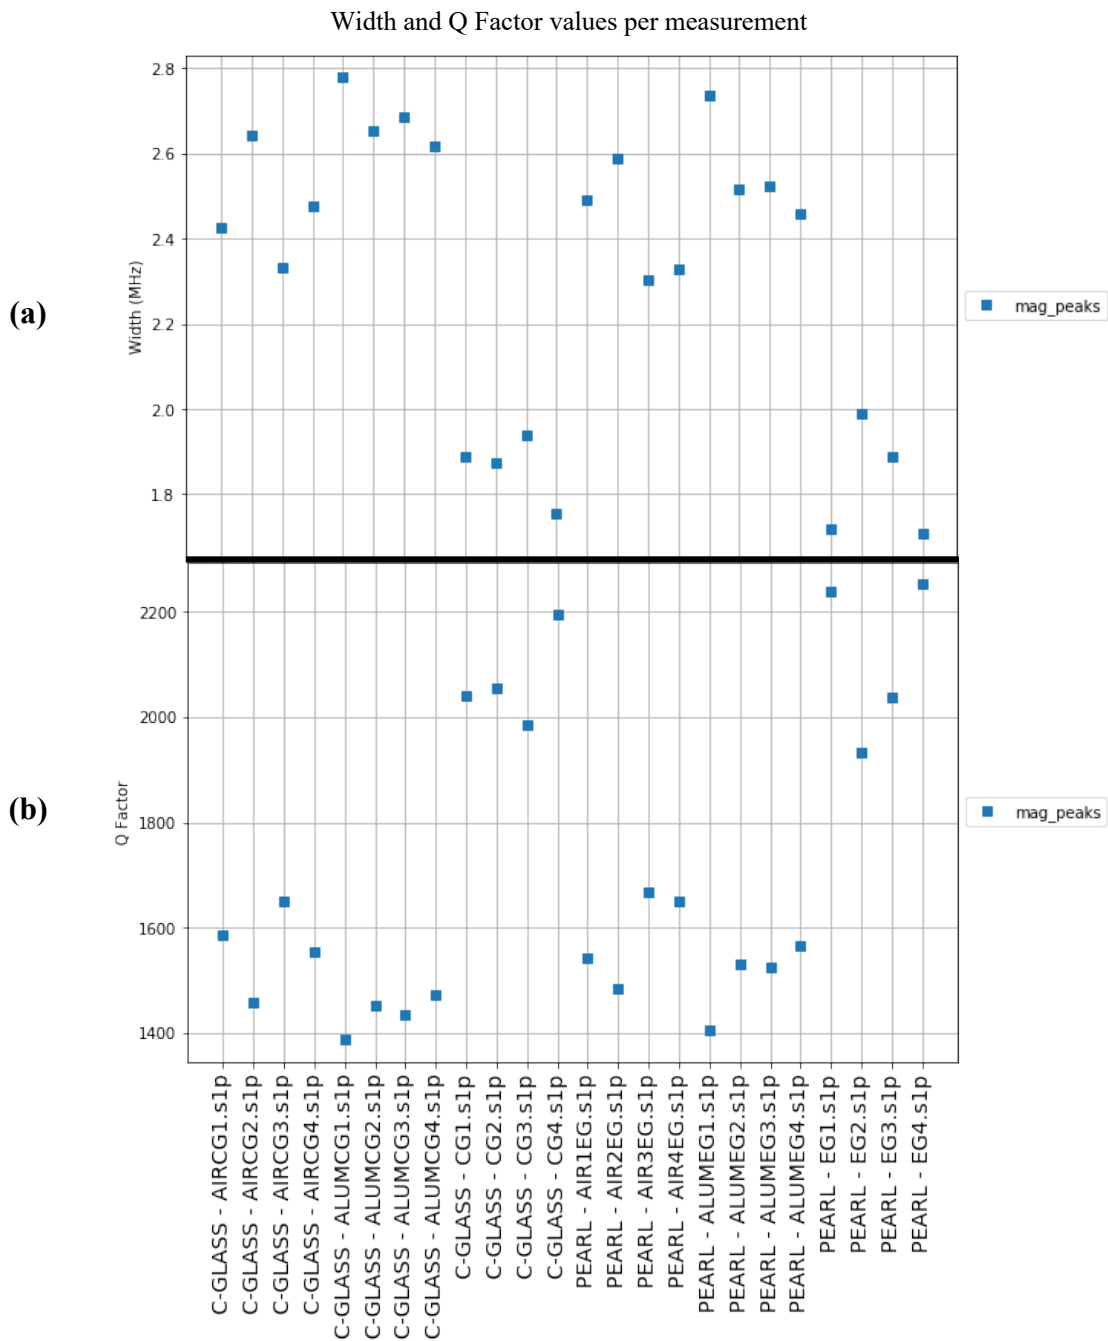 Width and Q Factor values per measurement
(a)
Width (MHz)
2.8
2.6
2.4
2.2
2.0
1.8
mag_peaks
(b)
Q Factor
2200
2000
1800
1600
1400
mag_peaks
C-GLASS - AIRCG1.s1p
C-GLASS - AIRCG2.s1p
C-GLASS - AIRCG3.s1p
C-GLASS - AIRCG4.s1p
C-GLASS - ALUMCG1.s1p
C-GLASS - ALUMCG2.s1p
C-GLASS - ALUMCG3.s1p
C-GLASS - ALUMCG4.s1p
C-GLASS - CG1.s1p
C-GLASS - CG2.s1p
C-GLASS - CG3.s1p
C-GLASS - CG4.s1p
PEARL - AIR1EG.s1p
PEARL - AIR2EG.s1p
PEARL - AIR3EG.s1p
PEARL - AIR4EG.s1p
PEARL - ALUMEG1.s1p
PEARL - ALUMEG2.s1p
PEARL - ALUMEG3.s1p
PEARL - ALUMEG4.s1p
PEARL - EG1.s1p
PEARL - EG2.s1p
PEARL - EG3.s1p
PEARL - EG4.s1p